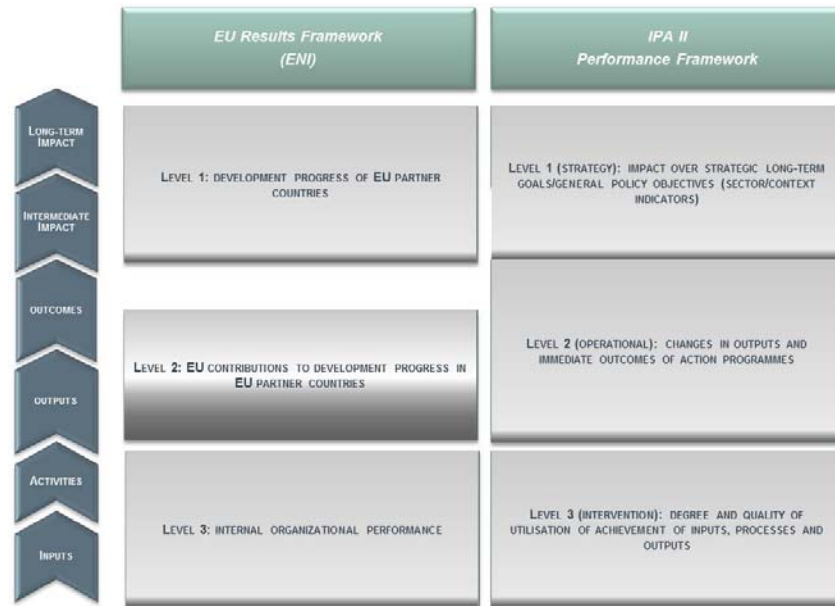 EU Results Framework
(ENI)
IPA II
Performance Framework
LONG-TERM
IMPACT
INTERMEDIATE
IMPACT
OUTCOMES
OUTPUTS
ACTIVITIES
INPUTS
LEVEL 1: DEVELOPMENT PROGRESS OF EU PARTNER
COUNTRIES
LEVEL 1 (STRATEGY): IMPACT OVER STRATEGIC LONG-TERM
GOALS/GENERAL POLICY OBJECTIVES (SECTOR/CONTEXT
INDICATORS)
LEVEL 2: EU CONTRIBUTIONS TO DEVELOPMENT PROGRESS IN
EU PARTNER COUNTRIES
LEVEL 2 (OPERATIONAL): CHANGES IN OUTPUTS AND
IMMEDIATE OUTCOMES OF ACTION PROGRAMMES
LEVEL 3: INTERNAL ORGANIZATIONAL PERFORMANCE
LEVEL 3 (INTERVENTION): DEGREE AND QUALITY OF
UTILISATION OF ACHIEVEMENT OF INPUTS, PROCESSES AND
OUTPUTS